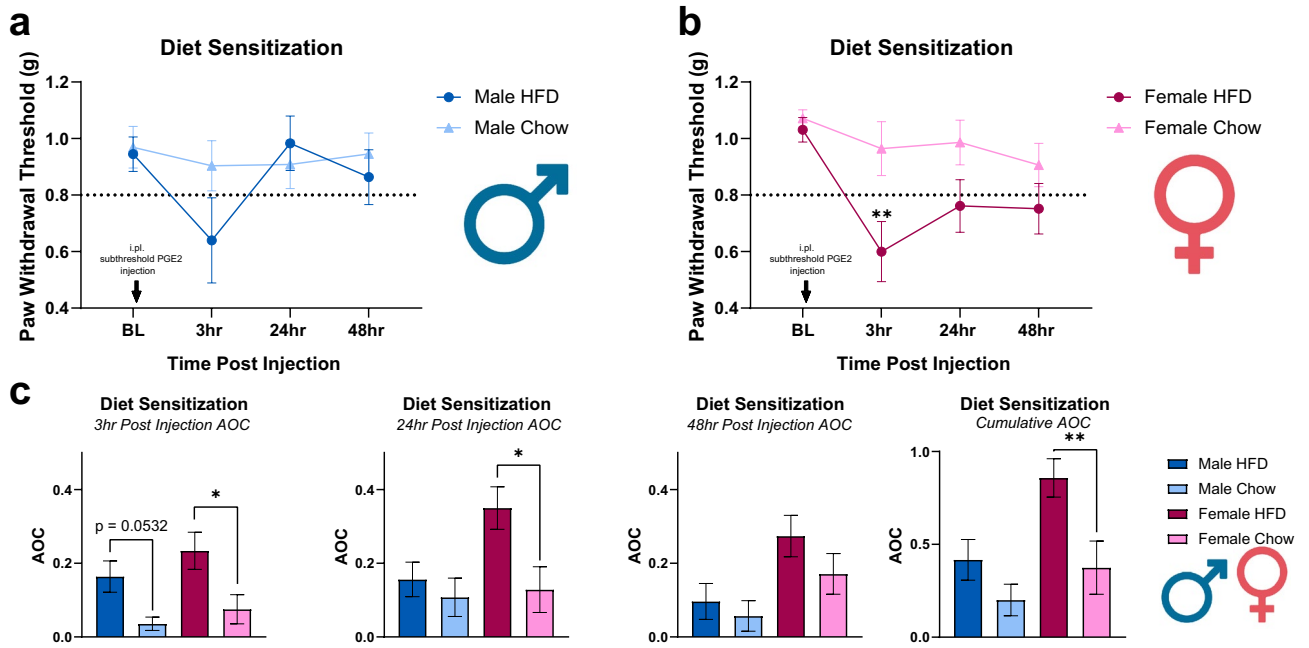 a
Diet Sensitization
Paw Withdrawal Threshold (g)
1.2
1.0
0.8
0.6
0.4
i.pl.
subthreshold PGE2
injection
BL
3hr
24hr
48hr
Time Post Injection
Male HFD
Male Chow
b
Diet Sensitization
Paw Withdrawal Threshold (g)
1.2
1.0
0.8
0.6
0.4
**
i.pl.
subthreshold PGE2
injection
BL
3hr
24hr
48hr
Time Post Injection
Female HFD
Female Chow
c
Diet Sensitization
3hr Post Injection AOC
AOC
0.4
0.2
0.0
p = 0.0532
*
Diet Sensitization
24hr Post Injection AOC
AOC
0.4
0.2
0.0
*
Diet Sensitization
48hr Post Injection AOC
AOC
0.4
0.2
0.0
Diet Sensitization
Cumulative AOC
AOC
1.0
0.5
0.0
**
Male HFD
Male Chow
Female HFD
Female Chow